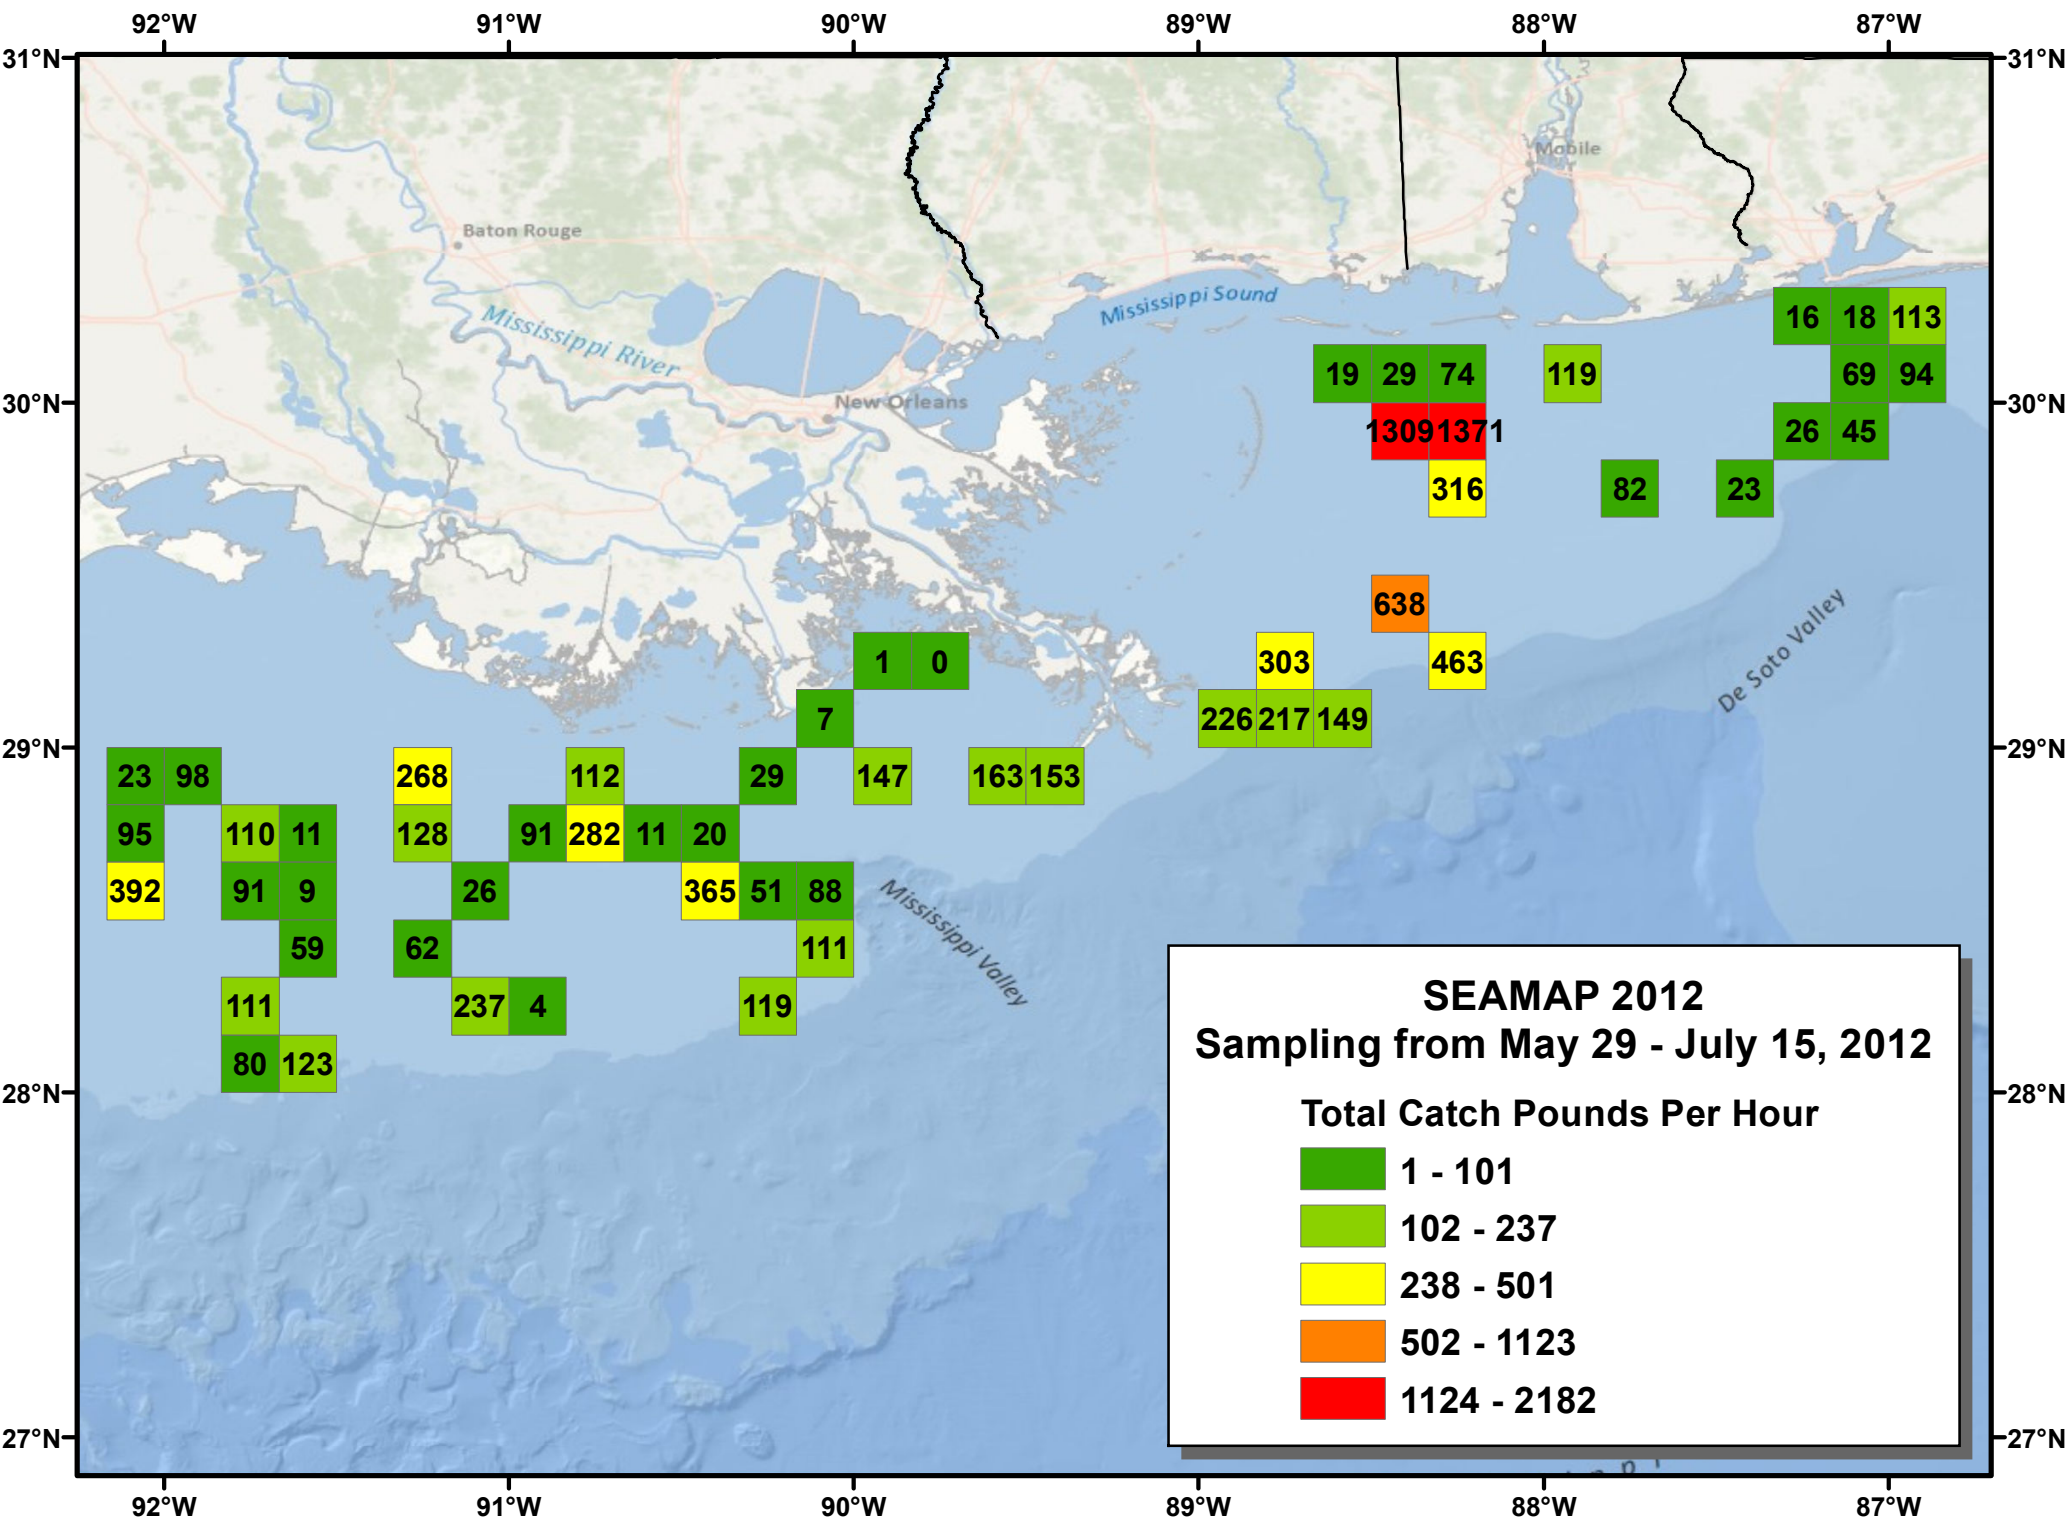 92°W 91°W 90°W 89°W 88°W 87°W
31°N 31°N
Mobile
Baton Rouge
Mississippi Sound
Mississippi River
16 18 113
19 29 74 119 69 94
30°N New Orleans 30°N
1309 1371 26 45
316 82 23
638
De Soto Valley
1 0 303 463
7 226 217 149
29°N 29°N
23 98 268 112 29 147 163 153
95 110 11 128 91 282 11 20
392 91 9 26 365 51 88
Mississippi Valley
59 62 111
111 237 4 119
80 123
28°N 28°N
SEAMAP 2012
Sampling from May 29 - July 15, 2012
Total Catch Pounds Per Hour
1 - 101
102 - 237
238 - 501
502 - 1123
1124 - 2182
27°N 27°N
92°W 91°W 90°W 89°W 88°W 87°W